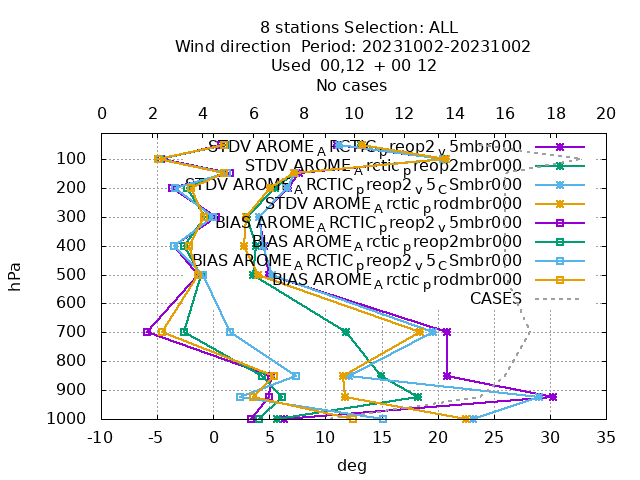 8 stations Selection: ALL
Wind direction  Period: 20231002-20231002
Used  00,12  + 00 12
No cases
0 2 4 6 8 10 12 14 16 18 20
STDV AROME_ARCTIC_preop2_v5mbr000
100
STDV AROME_Arctic_preop2mbr000
STDV AROME_ARCTIC_preop2_v5_CSmbr000
200
STDV AROME_Arctic_prodmbr000
300
BIAS AROME_ARCTIC_preop2_v5mbr000
BIAS AROME_Arctic_preop2mbr000
400
BIAS AROME_ARCTIC_preop2_v5_CSmbr000
500
BIAS AROME_Arctic_prodmbr000
CASES
600
700
800
900
1000
hPa
-10 -5 0 5 10 15 20 25 30 35
deg